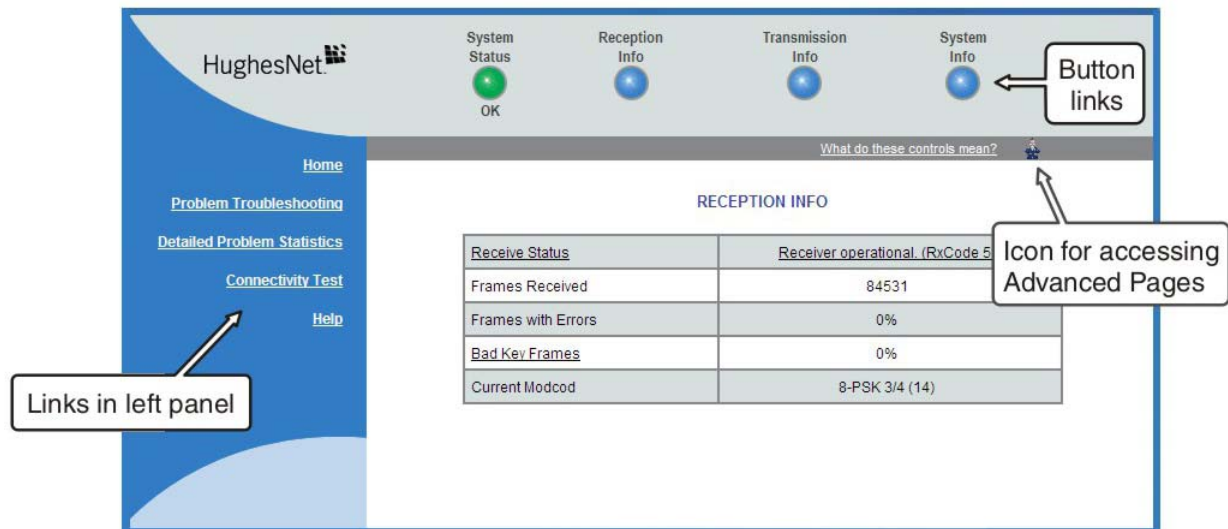 HughesNet.
System Status
OK
Reception Info
Transmission Info
System Info
Button links
What do these controls mean?
Home
Problem Troubleshooting
Detailed Problem Statistics
Connectivity Test
Help
Links in left panel
Icon for accessing Advanced Pages
RECEPTION INFO
Receive Status Receiver operational. (RxCode 5
Frames Received 84531
Frames with Errors 0%
Bad Key Frames 0%
Current Modcod 8-PSK 3/4 (14)